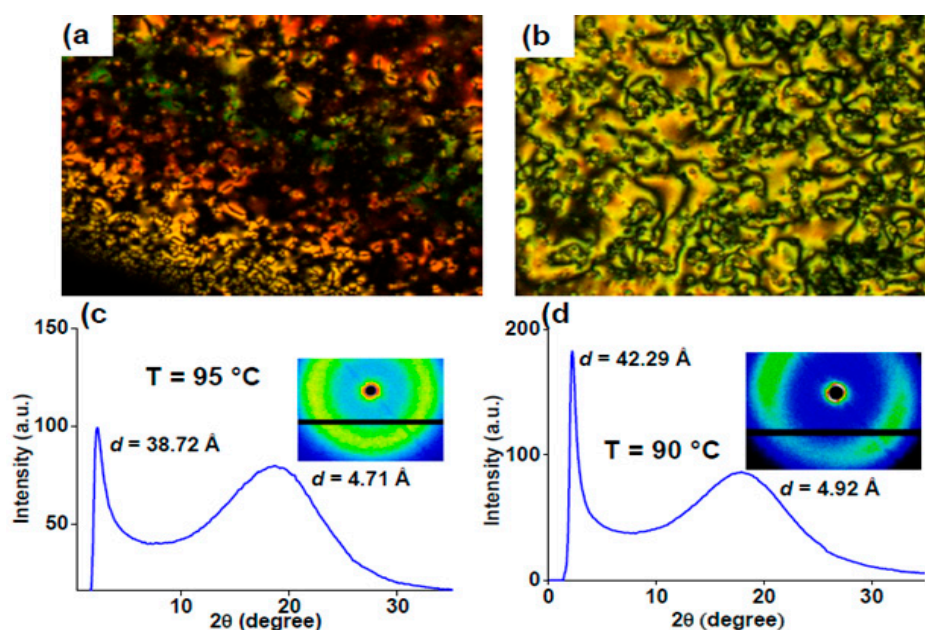 (a
(b)
(c
150
100
50
Intensity (a.u.)
T = 95 °C
d = 38.72 Å
d = 4.71 Å
10
20
30
2θ (degree)
(d
200
100
0
Intensity (a.u.)
d = 42.29 Å
T = 90 °C
d = 4.92 Å
0
10
20
30
2θ (degree)